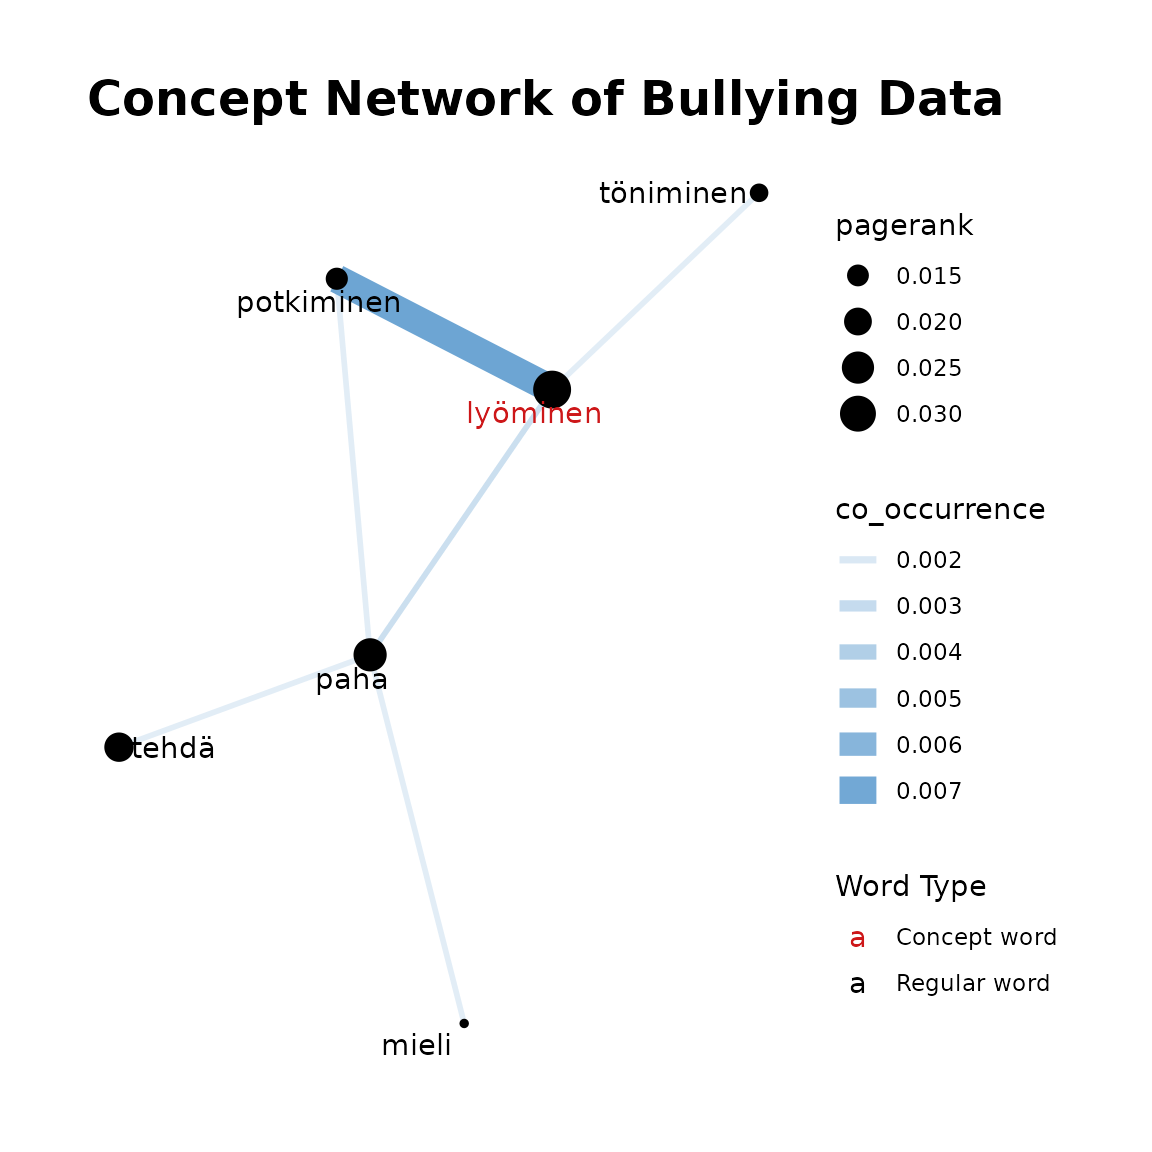 Concept Network of Bullying Data
töniminen
potkiminen
lyöminen
paha
tehdä
mieli
pagerank
0.015
0.020
0.025
0.030
co_occurrence
0.002
0.003
0.004
0.005
0.006
0.007
Word Type
a Concept word
a Regular word